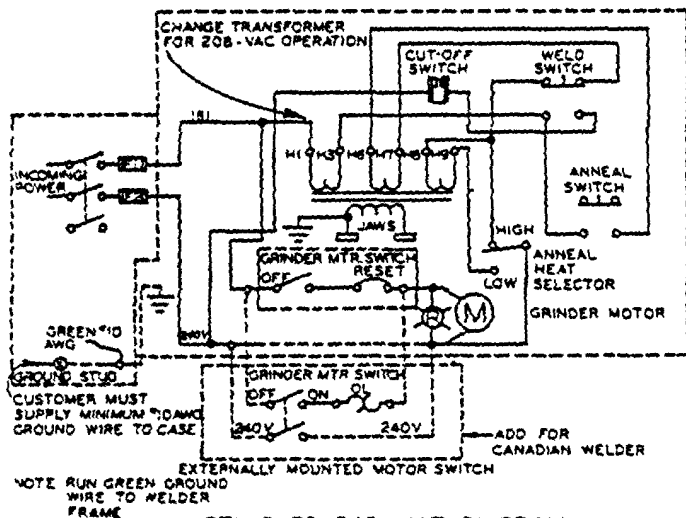 CHANGE TRANSFORMER
FOR 208-VAC OPERATION
CUT-OFF
SWITCH
WELD
SWITCH
181
H1 H3 H6 H7 H8 H9
INCOMING
POWER
ANNEAL
SWITCH
JAWS
HIGH
LOW
ANNEAL
HEAT
SELECTOR
GRINDER MTR. SWITCH
OFF
RESET
GRINDER MOTOR
M
R
240V
GREEN #10
AWG
GROUND STUD
CUSTOMER MUST
SUPPLY MINIMUM #10 AWG
GROUND WIRE TO CASE
GRINDER MTR SWITCH
OFF ON OL
240V 240V
ADD FOR
CANADIAN WELDER
EXTERNALLY MOUNTED MOTOR SWITCH
NOTE RUN GREEN GROUND
WIRE TO WELDER
FRAME